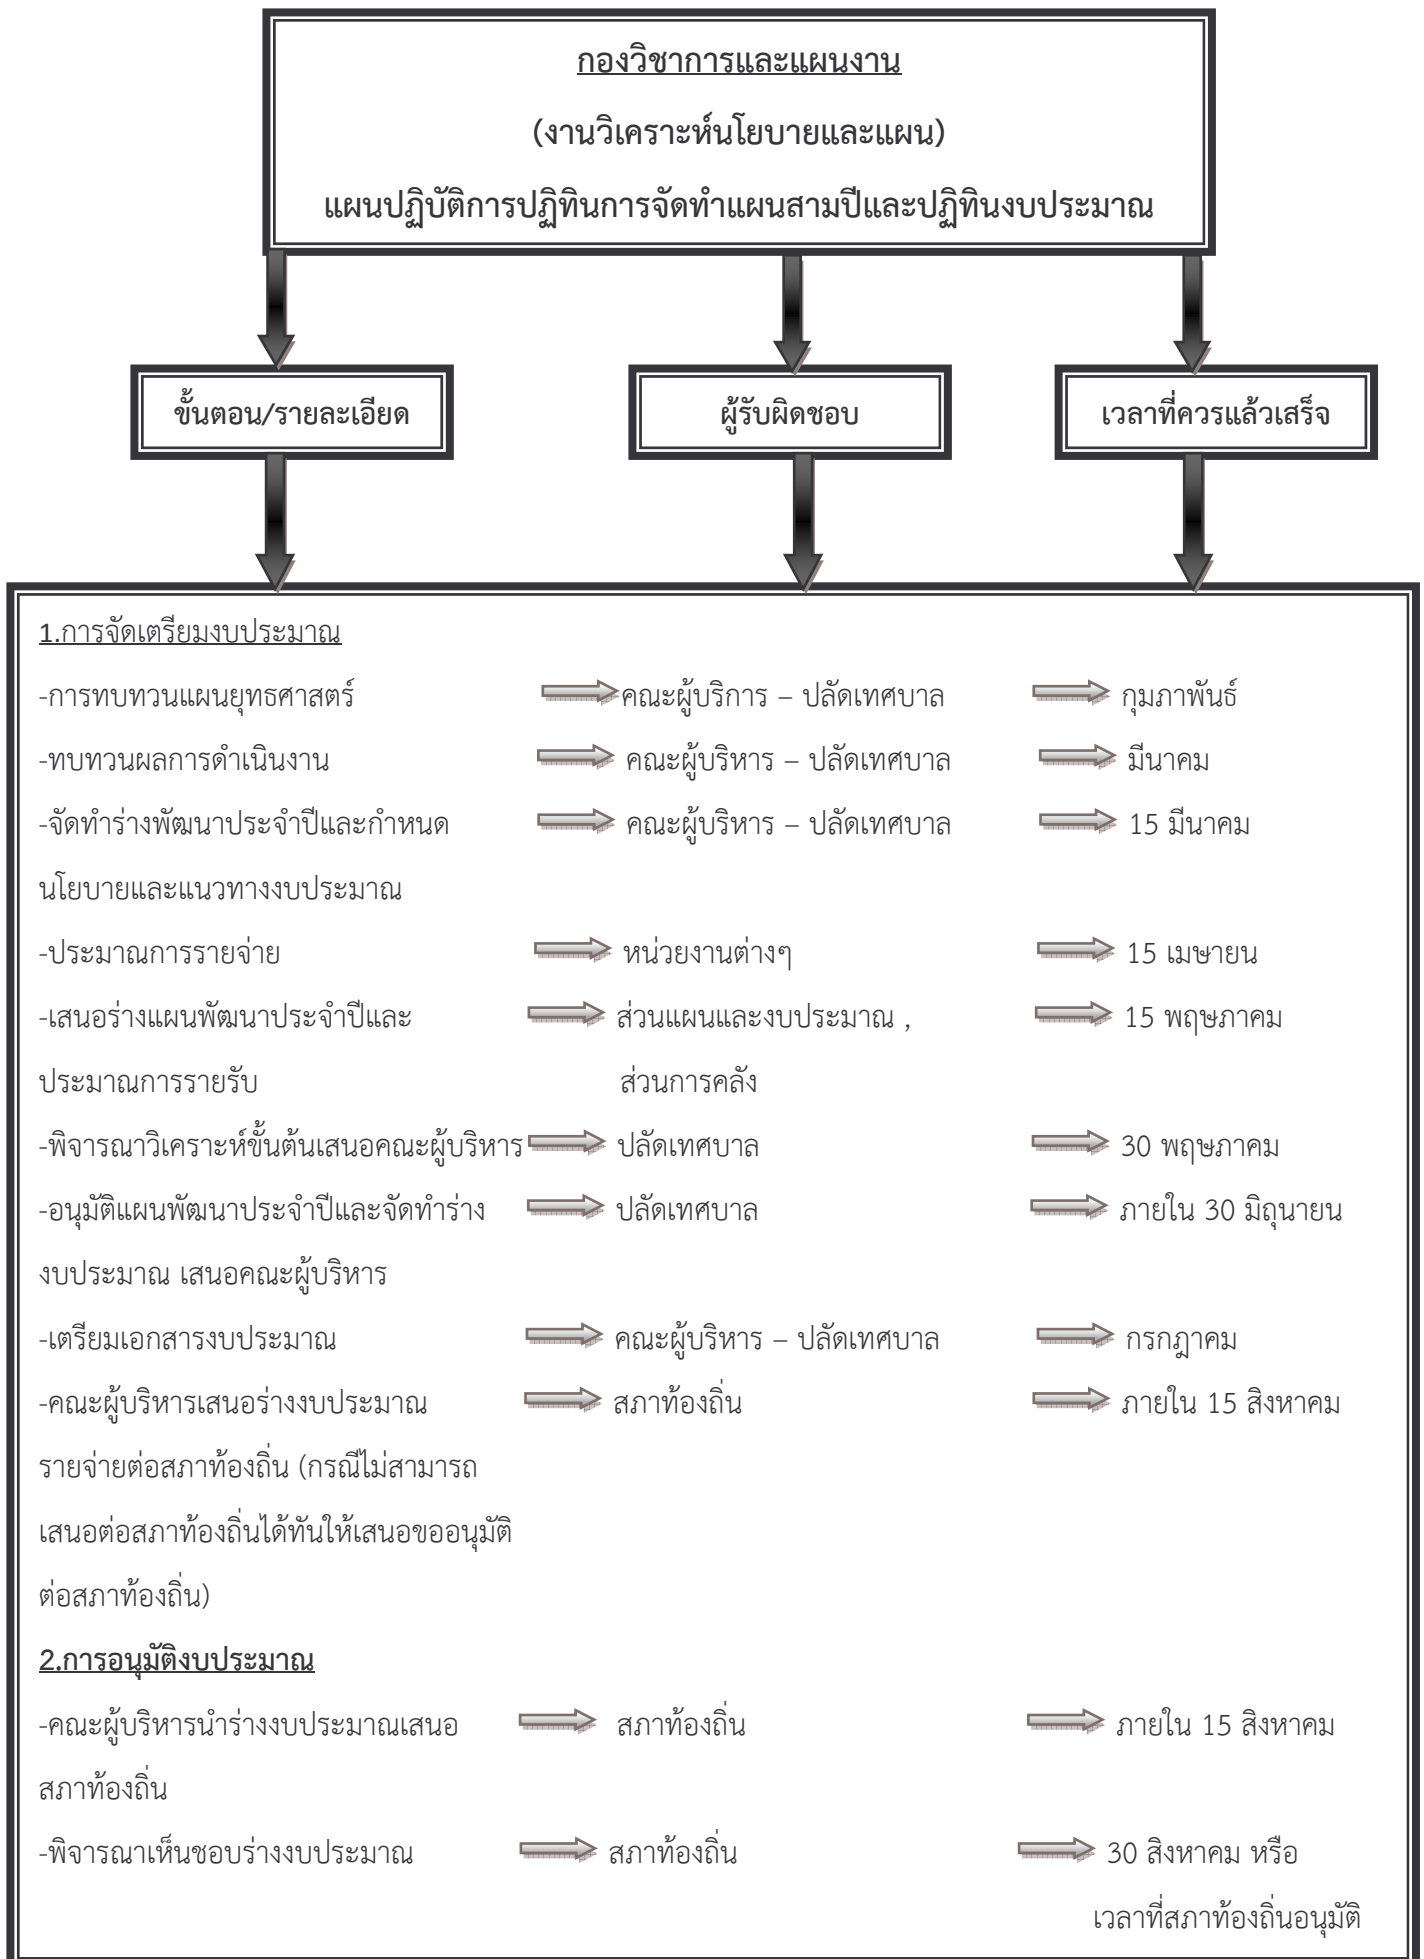 กองวิชาการและแผนงาน
(งานวิเคราะห์นโยบายและแผน)
แผนปฏิบัติการปฏิทินการจัดทำแผนสามปีและปฏิทินงบประมาณ
ขั้นตอน/รายละเอียด ผู้รับผิดชอบ เวลาที่ควรแล้วเสร็จ
1.การจัดเตรียมงบประมาณ
-การทบทวนแผนยุทธศาสตร์ คณะผู้บริการ – ปลัดเทศบาล กุมภาพันธ์
-ทบทวนผลการดำเนินงาน คณะผู้บริหาร – ปลัดเทศบาล มีนาคม
-จัดทำร่างพัฒนาประจำปีและกำหนด คณะผู้บริหาร – ปลัดเทศบาล 15 มีนาคม
นโยบายและแนวทางงบประมาณ
-ประมาณการรายจ่าย หน่วยงานต่างๆ 15 เมษายน
-เสนอร่างแผนพัฒนาประจำปีและ ส่วนแผนและงบประมาณ , 15 พฤษภาคม
ประมาณการรายรับ ส่วนการคลัง
-พิจารณาวิเคราะห์ขั้นต้นเสนอคณะผู้บริหาร ปลัดเทศบาล 30 พฤษภาคม
-อนุมัติแผนพัฒนาประจำปีและจัดทำร่าง ปลัดเทศบาล ภายใน 30 มิถุนายน
งบประมาณ เสนอคณะผู้บริหาร
-เตรียมเอกสารงบประมาณ คณะผู้บริหาร – ปลัดเทศบาล กรกฎาคม
-คณะผู้บริหารเสนอร่างงบประมาณ สภาท้องถิ่น ภายใน 15 สิงหาคม
รายจ่ายต่อสภาท้องถิ่น (กรณีไม่สามารถ
เสนอต่อสภาท้องถิ่นได้ทันให้เสนอขออนุมัติ
ต่อสภาท้องถิ่น)
2.การอนุมัติงบประมาณ
-คณะผู้บริหารนำร่างงบประมาณเสนอ สภาท้องถิ่น ภายใน 15 สิงหาคม
สภาท้องถิ่น
-พิจารณาเห็นชอบร่างงบประมาณ สภาท้องถิ่น 30 สิงหาคม หรือ
เวลาที่สภาท้องถิ่นอนุมัติ